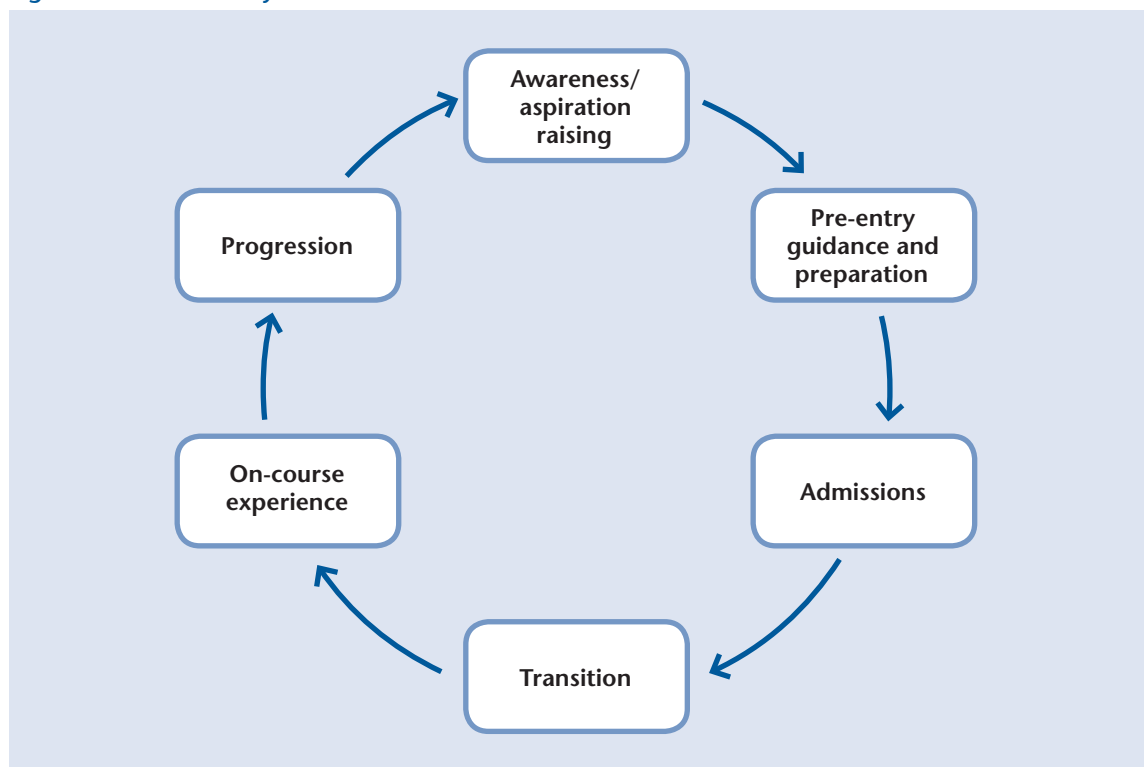 Awareness/
aspiration
raising
Pre-entry
guidance and
preparation
Admissions
Transition
On-course
experience
Progression